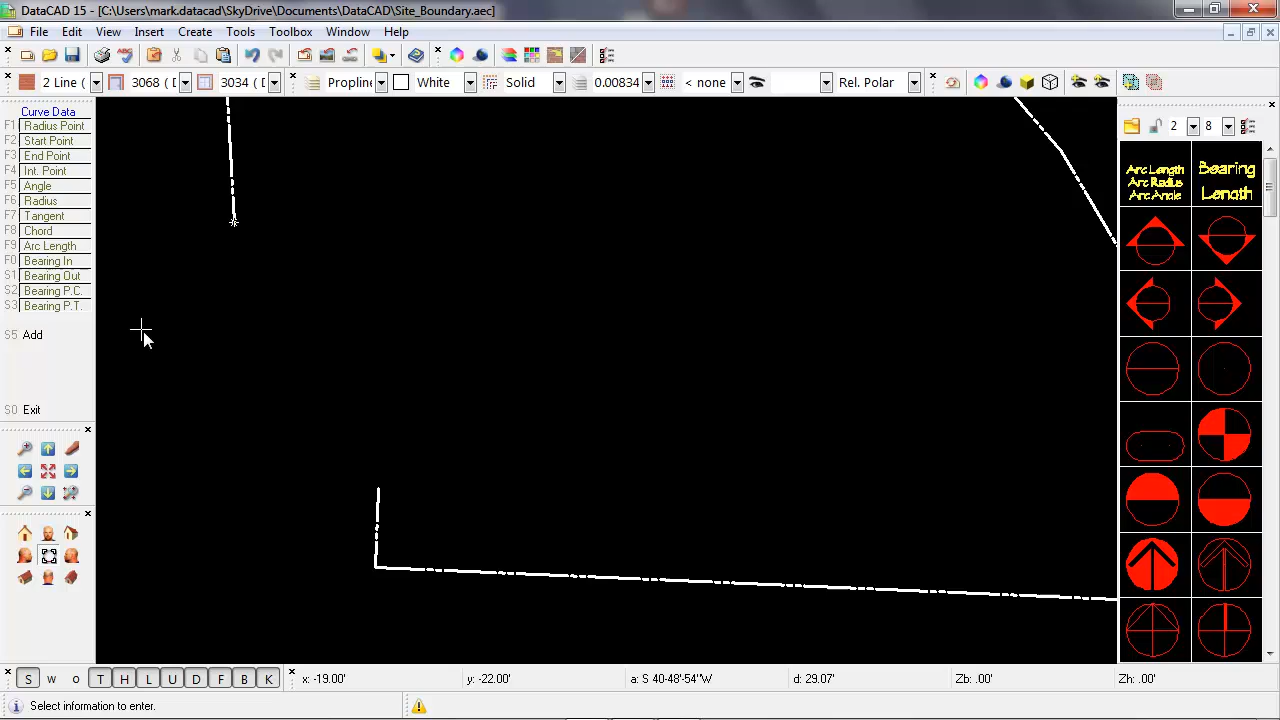 DataCAD 15 - [C:\Users\mark.datacad\SkyDrive\Documents\DataCAD\Site_Boundary.aec]
File Edit View Insert Create Tools Toolbox Window Help
2 Line ( 3068 ( D 3034 ( D Propline White Solid 0.00834 < none Rel. Polar
Curve Data
F1 Radius Point
F2 Start Point
F3 End Point
F4 Int. Point
F5 Angle
F6 Radius
F7 Tangent
F8 Chord
F9 Arc Length
F0 Bearing In
S1 Bearing Out
S2 Bearing P.C.
S3 Bearing P.T.
S5 Add
S0 Exit
2 8
Arc Length
Arc Radius
Arc Angle
Bearing
Length
S W O T H L U D F B K x: -19.00' y: -22.00' a: S 40-48'-54"W d: 29.07' Zb: .00' Zh: .00'
Select information to enter.